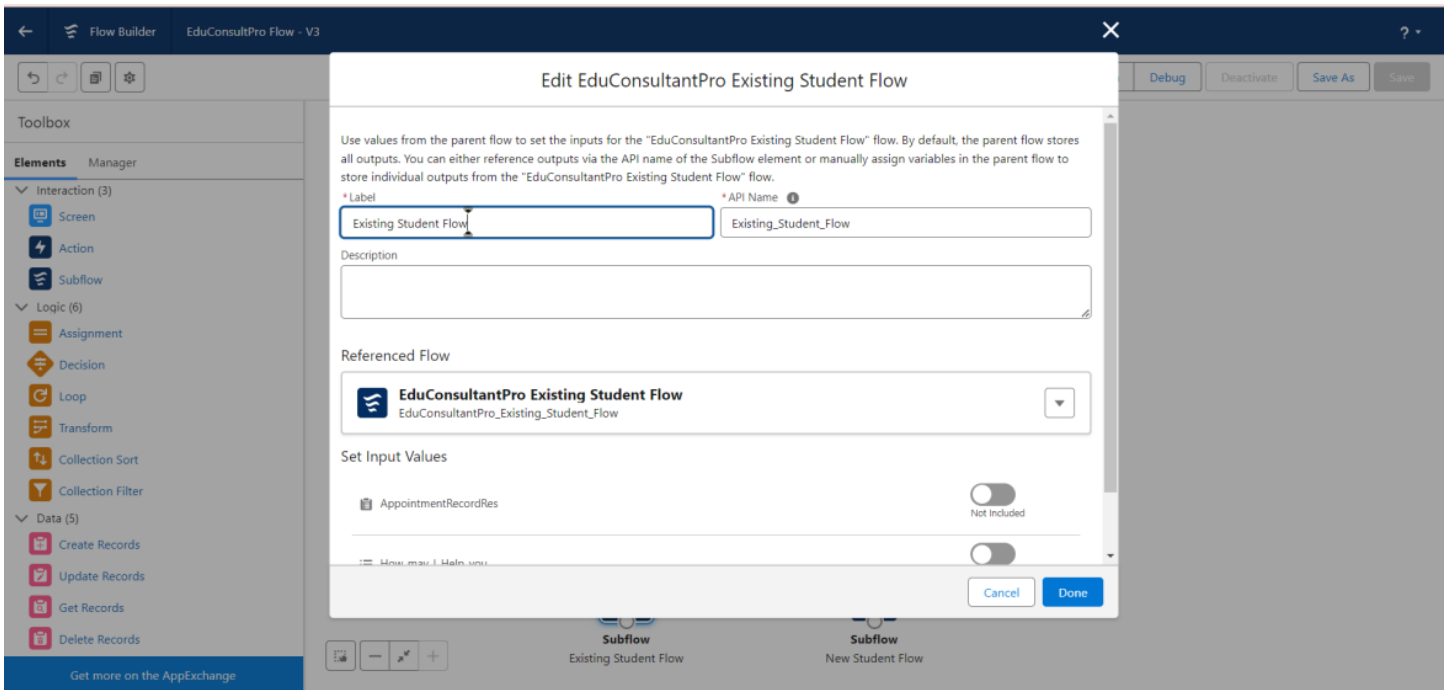 Flow Builder
EduConsultPro Flow - V3
?
Debug
Deactivate
Save As
Save
Toolbox
Elements
Manager
Interaction (3)
Screen
Action
Subflow
Logic (6)
Assignment
Decision
Loop
Transform
Collection Sort
Collection Filter
Data (5)
Create Records
Update Records
Get Records
Delete Records
Get more on the AppExchange
Edit EduConsultantPro Existing Student Flow
Use values from the parent flow to set the inputs for the "EduConsultantPro Existing Student Flow" flow. By default, the parent flow stores
all outputs. You can either reference outputs via the API name of the Subflow element or manually assign variables in the parent flow to
store individual outputs from the "EduConsultantPro Existing Student Flow" flow.
*Label
Existing Student Flow
*API Name
Existing_Student_Flow
Description
Referenced Flow
EduConsultantPro Existing Student Flow
EduConsultantPro_Existing_Student_Flow
Set Input Values
AppointmentRecordRes
Not Included
How may I Help you
Cancel
Done
Subflow
Existing Student Flow
Subflow
New Student Flow